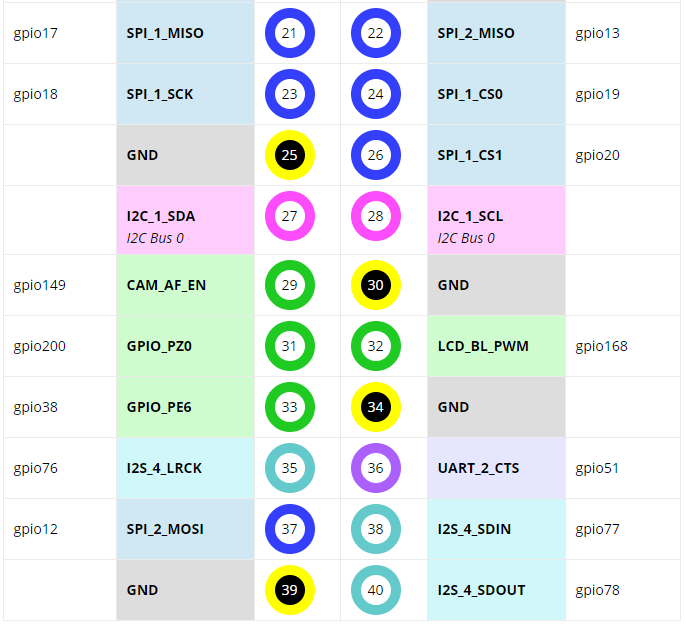 gpio17 SPI_1_MISO 21 22 SPI_2_MISO gpio13
gpio18 SPI_1_SCK 23 24 SPI_1_CS0 gpio19
GND 25 26 SPI_1_CS1 gpio20
I2C_1_SDA 27 28 I2C_1_SCL
I2C Bus 0 I2C Bus 0
gpio149 CAM_AF_EN 29 30 GND
gpio200 GPIO_PZ0 31 32 LCD_BL_PWM gpio168
gpio38 GPIO_PE6 33 34 GND
gpio76 I2S_4_LRCK 35 36 UART_2_CTS gpio51
gpio12 SPI_2_MOSI 37 38 I2S_4_SDIN gpio77
GND 39 40 I2S_4_SDOUT gpio78